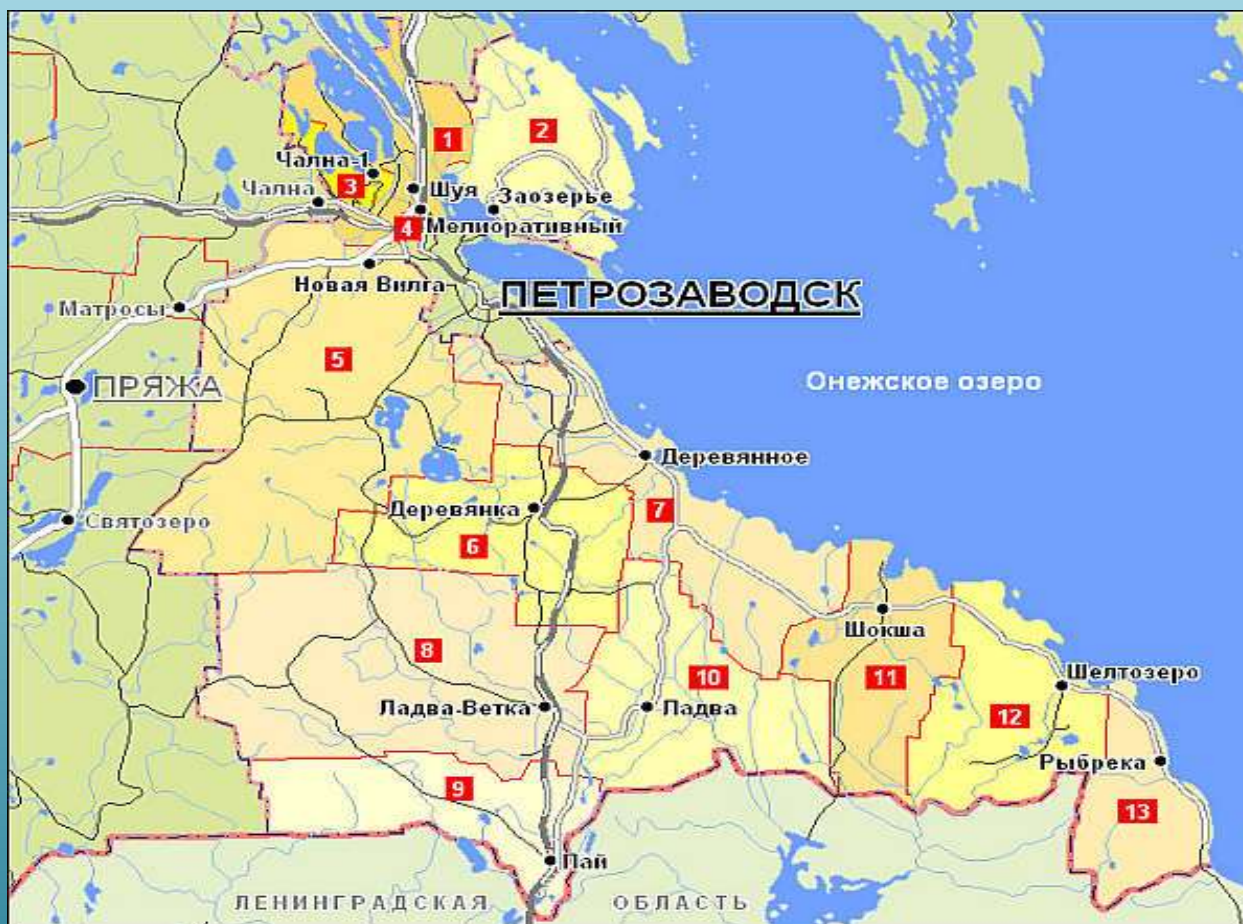 1
2
Чална-1
3
Чална
Шуя
Заозерье
4
Мелиоративный
Новая Вилга
ПЕТРОЗАВОДСК
Матросы
5
ПРЯЖА
Онежское озеро
Деревянное
Деревянка
7
Святозеро
6
Шокша
8
10
11
Шелтозеро
Ладва-Ветка
Ладва
12
Рыбрека
9
13
Пай
ЛЕНИНГРАДСКАЯ ОБЛАСТЬ